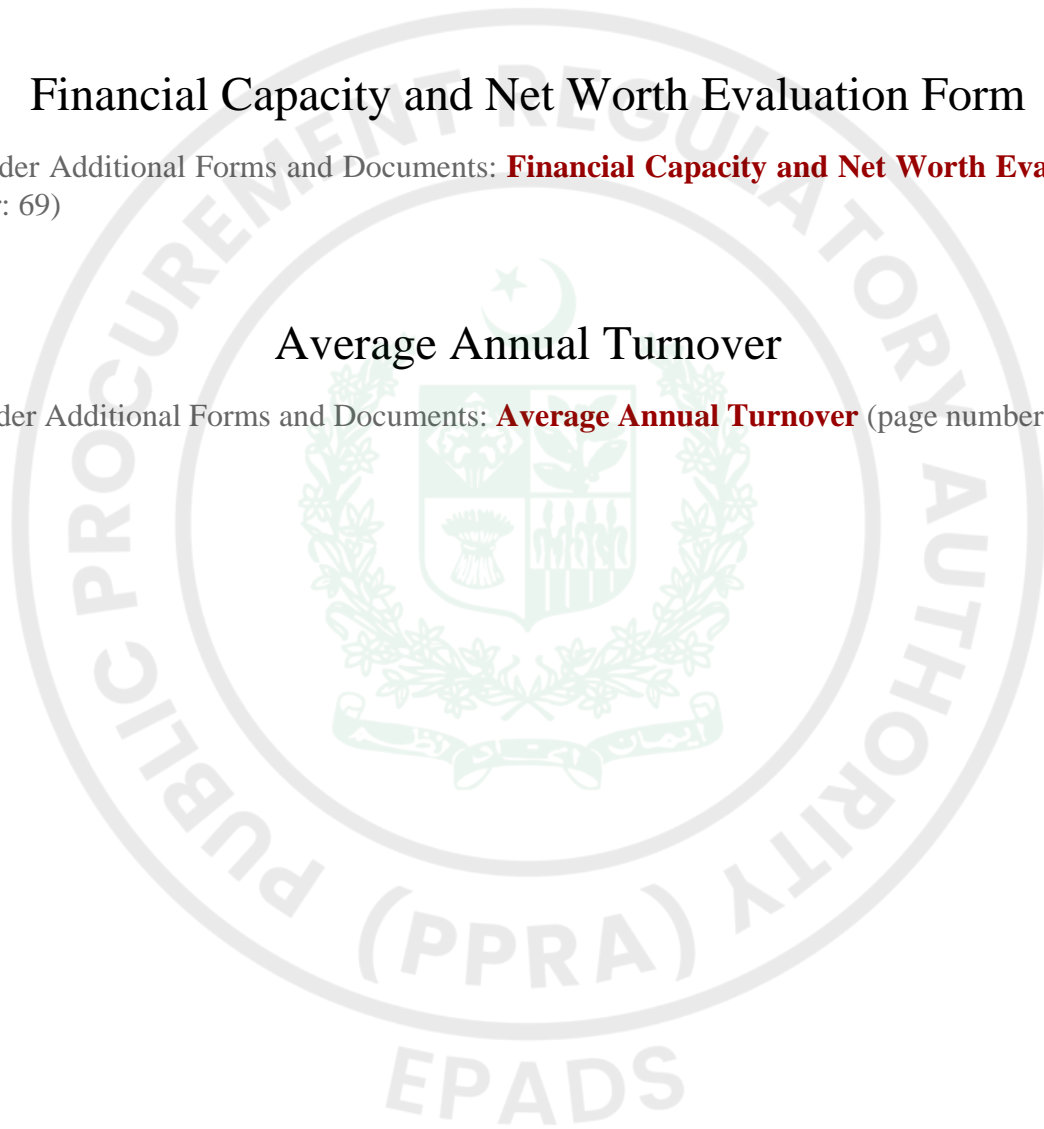 Financial Capacity and Net Worth Evaluation Form
der Additional Forms and Documents: Financial Capacity and Net Worth Eva
: 69)
Average Annual Turnover
der Additional Forms and Documents: Average Annual Turnover (page number
PUBLIC PROCUREMENT REGULATORY AUTHORITY
(PPRA)
EPADS